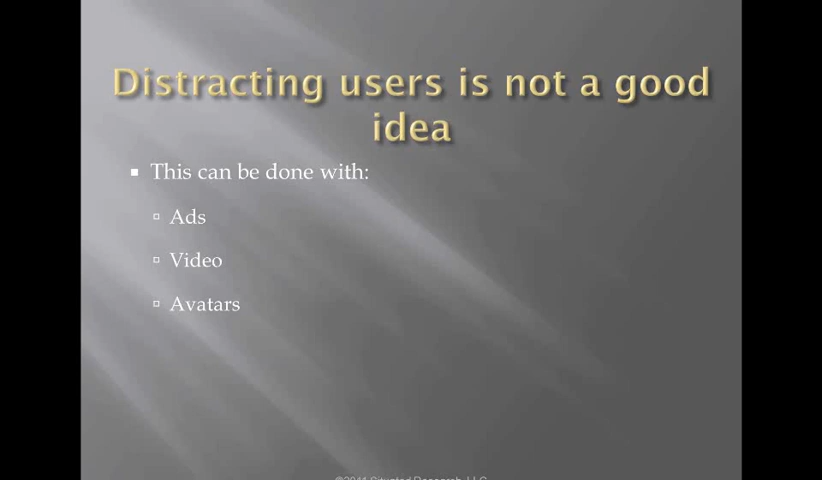 Distracting users is not a good
idea
This can be done with:
Ads
Video
Avatars